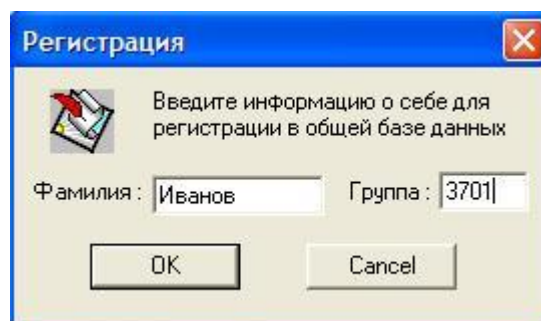 Регистрация
Введите информацию о себе для
регистрации в общей базе данных
Фамилия : Иванов Группа : 3701
OK Cancel